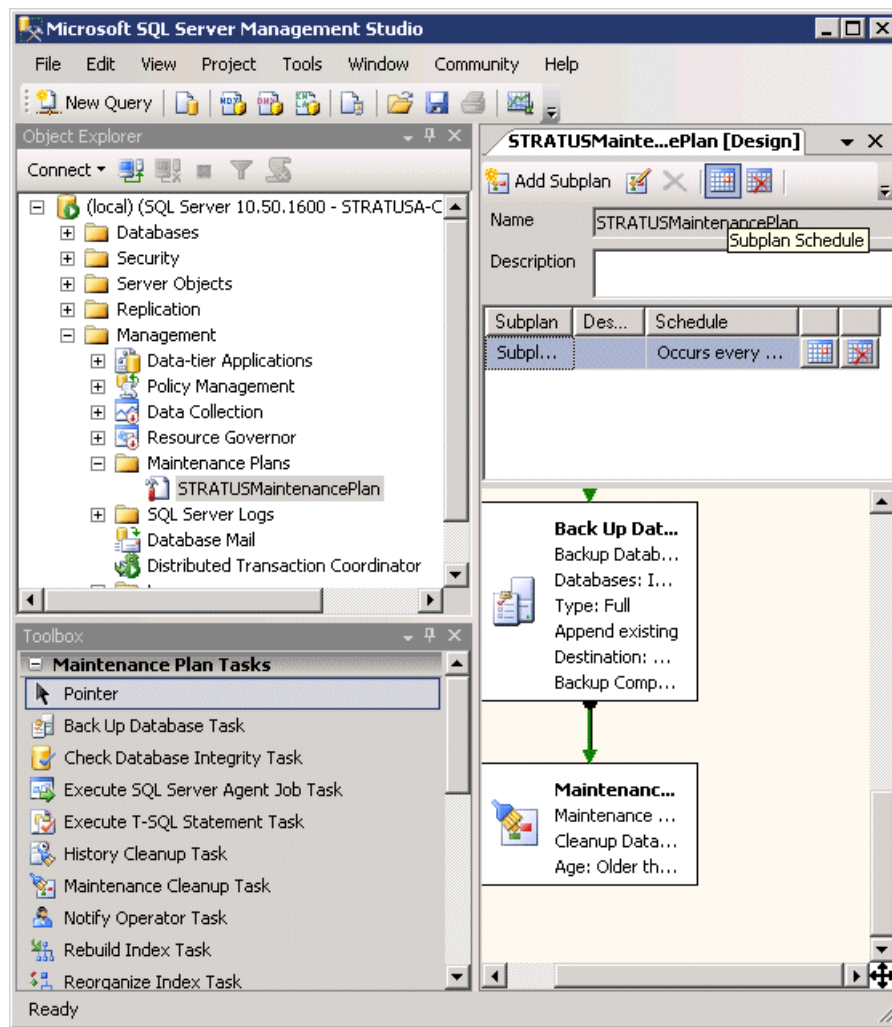 Microsoft SQL Server Management Studio
File Edit View Project Tools Window Community Help
New Query
Object Explorer
Connect
(local) (SQL Server 10.50.1600 - STRATUSA-C
Databases
Security
Server Objects
Replication
Management
Data-tier Applications
Policy Management
Data Collection
Resource Governor
Maintenance Plans
STRATUSMaintenancePlan
SQL Server Logs
Database Mail
Distributed Transaction Coordinator
Toolbox
Maintenance Plan Tasks
Pointer
Back Up Database Task
Check Database Integrity Task
Execute SQL Server Agent Job Task
Execute T-SQL Statement Task
History Cleanup Task
Maintenance Cleanup Task
Notify Operator Task
Rebuild Index Task
Reorganize Index Task
STRATUSMainte...ePlan [Design]
Add Subplan
Name STRATUSMaintenancePlan
Subplan Schedule
Description
Subplan Des... Schedule
Subpl... Occurs every ...
Back Up Dat...
Backup Datab...
Databases: I...
Type: Full
Append existing
Destination: ...
Backup Comp...
Maintenanc...
Maintenance ...
Cleanup Data...
Age: Older th...
Ready